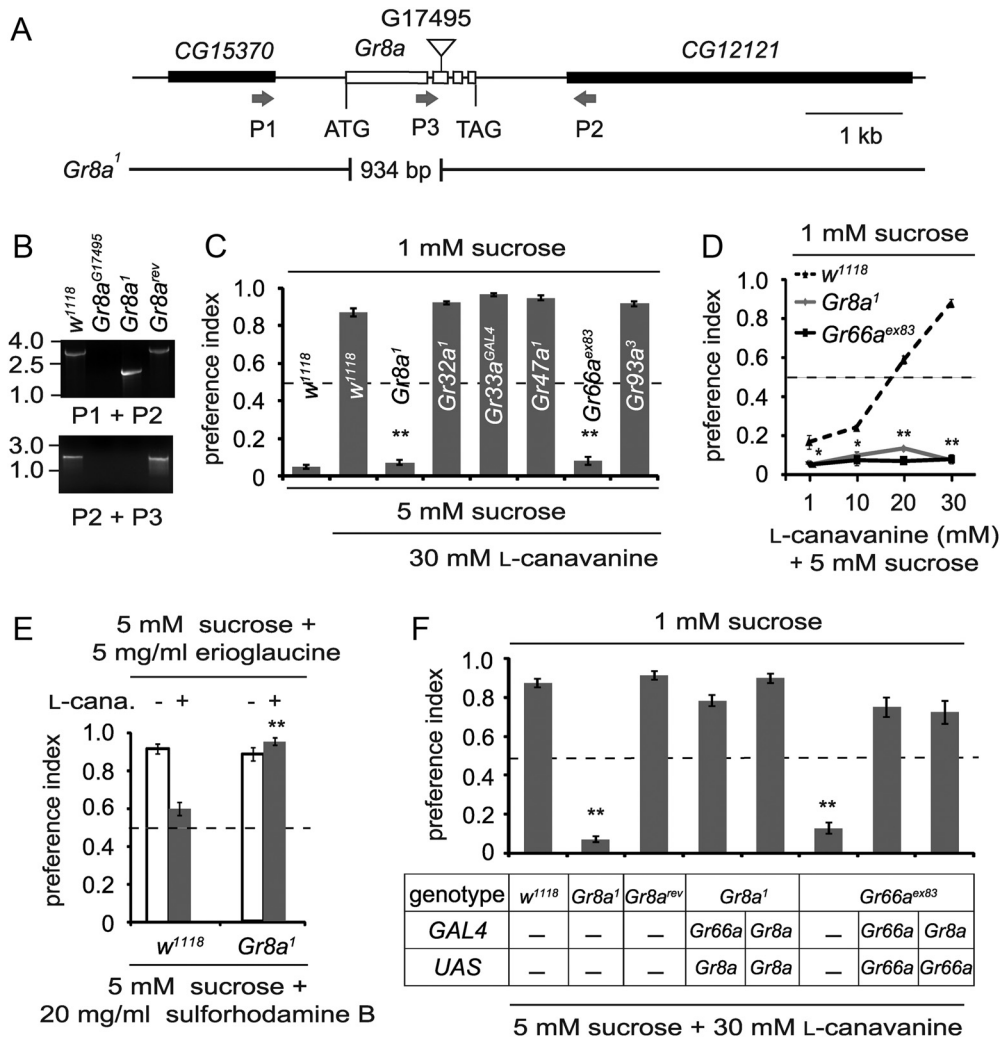 A
G17495
CG15370 Gr8a CG12121
P1 ATG P3 TAG P2 1 kb
Gr8a¹ 934 bp
B
w¹¹¹⁸ Gr8aᴳ¹⁷⁴⁹⁵ Gr8a¹ Gr8aʳᵉᵛ
4.0
2.5
1.0
P1 + P2
3.0
1.0
P2 + P3
C
1 mM sucrose
preference index
1.0
0.8
0.6
0.4
0.2
0
w¹¹¹⁸ w¹¹¹⁸ Gr8a¹ Gr32a¹ Gr33aᴳᴬᴸ⁴ Gr47a¹ Gr66aᵉˣ⁸³ Gr93a³
** **
5 mM sucrose
30 mM L-canavanine
D
1 mM sucrose
w¹¹¹⁸
Gr8a¹
Gr66aᵉˣ⁸³
preference index
1.0
0.8
0.6
0.4
0.2
0
* * ** **
1 10 20 30
L-canavanine (mM)
+ 5 mM sucrose
E
5 mM sucrose +
5 mg/ml erioglaucine
L-cana. - + - +
**
preference index
1.0
0.8
0.6
0.4
0.2
0
w¹¹¹⁸ Gr8a¹
5 mM sucrose +
20 mg/ml sulforhodamine B
F
1 mM sucrose
preference index
1.0
0.8
0.6
0.4
0.2
0
** **
genotype w¹¹¹⁸ Gr8a¹ Gr8aʳᵉᵛ Gr8a¹ Gr66aᵉˣ⁸³
GAL4 – – – Gr66a Gr8a – Gr66a Gr8a
UAS – – – Gr8a Gr8a – Gr66a Gr66a
5 mM sucrose + 30 mM L-canavanine